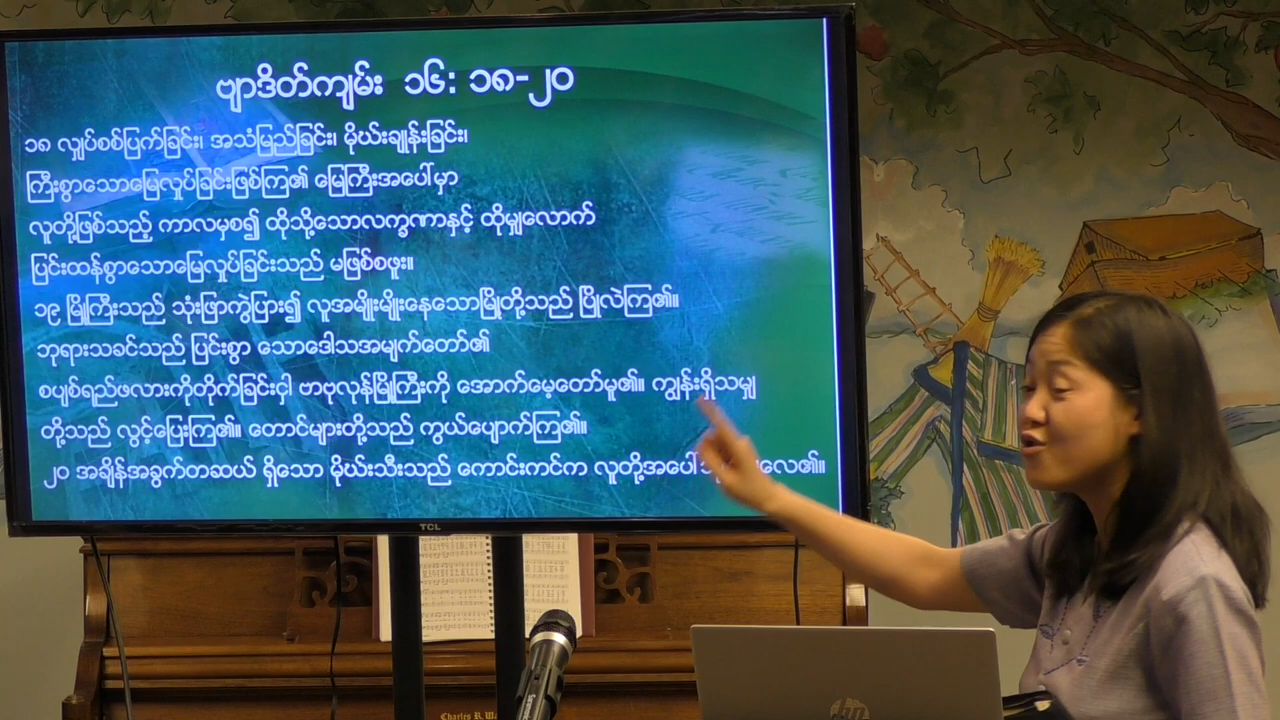 ဗျာဒိတ်ကျမ်း ၁၆: ၁၈-၂၀
၁၈ လျှပ်စစ်ပြက်ခြင်း၊ အသံမြည်ခြင်း၊ မိုဃ်းချုန်းခြင်း၊
ကြီးစွာသောမြေလှုပ်ခြင်းဖြစ်ကြ၏ မြေကြီးအပေါ်မှာ
လူတို့ဖြစ်သည့် ကာလမှစ၍ ထိုသို့သောလက္ခဏာနှင့် ထိုမျှလောက်
ပြင်းထန်စွာသောမြေလှုပ်ခြင်းသည် မဖြစ်စဖူး။
၁၉ မြို့ကြီးသည် သုံးဖြာကွဲပြား၍ လူအမျိုးမျိုးနေသောမြို့တို့သည် ပြိုလဲကြ၏။
ဘုရားသခင်သည် ပြင်းစွာ သောဒေါသအမျက်တော်၏
စပျစ်ရည်ဖလားကိုတိုက်ခြင်းငှါ ဗာဗုလုန်မြို့ကြီးကို အောက်မေ့တော်မူ၏။ ကျွန်းရှိသမျှ
တို့သည် လွင့်ပြေးကြ၏။ တောင်များတို့သည် ကွယ်ပျောက်ကြ၏။
၂၀ အချိန်အခွက်တဆယ် ရှိသော မိုဃ်းသီးသည် ကောင်းကင်က လူတို့အပေါ်
TCL
Charles R. Wa
hp